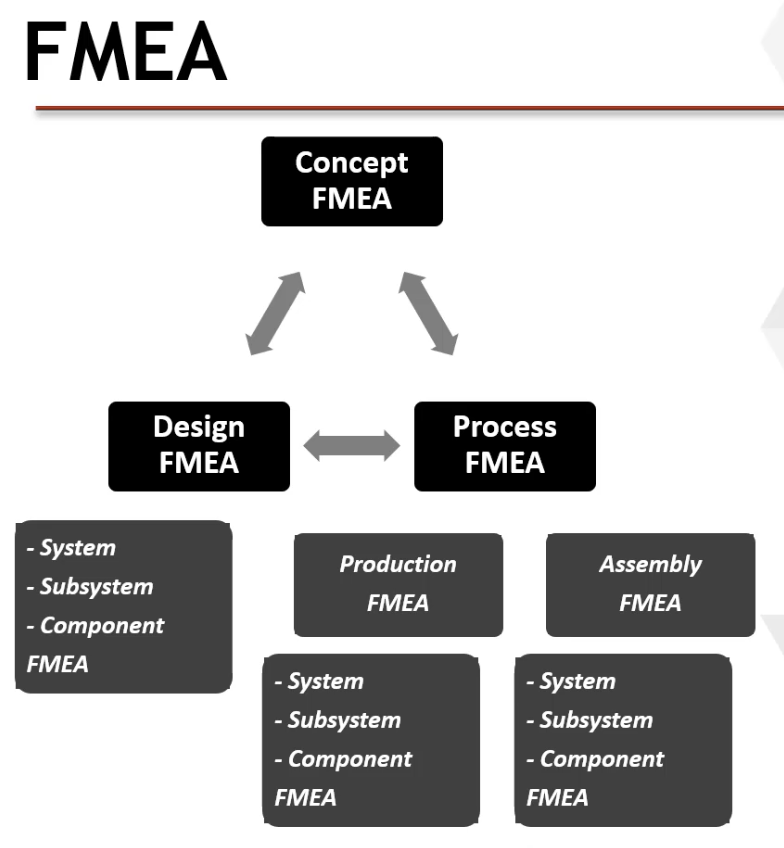 FMEA
Concept
FMEA
Design
FMEA
Process
FMEA
- System
- Subsystem
- Component
FMEA
Production
FMEA
Assembly
FMEA
- System
- Subsystem
- Component
FMEA
- System
- Subsystem
- Component
FMEA